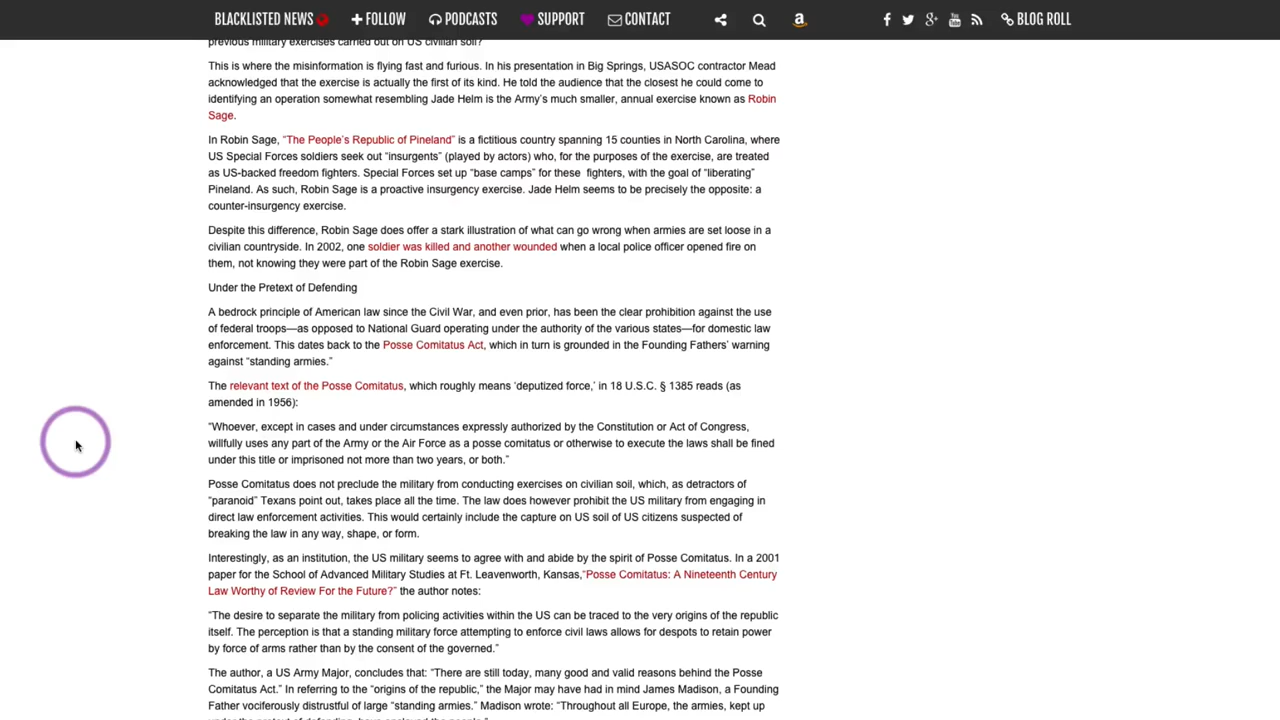 BLACKLISTED NEWS FOLLOW PODCASTS SUPPORT CONTACT BLOG ROLL
previous military exercises carried out on US civilian soil?
This is where the misinformation is flying fast and furious. In his presentation in Big Springs, USASOC contractor Mead
acknowledged that the exercise is actually the first of its kind. He told the audience that the closest he could come to
identifying an operation somewhat resembling Jade Helm is the Army's much smaller, annual exercise known as Robin
Sage.
In Robin Sage, “The People’s Republic of Pineland” is a fictitious country spanning 15 counties in North Carolina, where
US Special Forces soldiers seek out “insurgents” (played by actors) who, for the purposes of the exercise, are treated
as US-backed freedom fighters. Special Forces set up “base camps” for these fighters, with the goal of “liberating”
Pineland. As such, Robin Sage is a proactive insurgency exercise. Jade Helm seems to be precisely the opposite: a
counter-insurgency exercise.
Despite this difference, Robin Sage does offer a stark illustration of what can go wrong when armies are set loose in a
civilian countryside. In 2002, one soldier was killed and another wounded when a local police officer opened fire on
them, not knowing they were part of the Robin Sage exercise.
Under the Pretext of Defending
A bedrock principle of American law since the Civil War, and even prior, has been the clear prohibition against the use
of federal troops—as opposed to National Guard operating under the authority of the various states—for domestic law
enforcement. This dates back to the Posse Comitatus Act, which in turn is grounded in the Founding Fathers’ warning
against “standing armies.”
The relevant text of the Posse Comitatus, which roughly means ‘deputized force,’ in 18 U.S.C. § 1385 reads (as
amended in 1956):
“Whoever, except in cases and under circumstances expressly authorized by the Constitution or Act of Congress,
willfully uses any part of the Army or the Air Force as a posse comitatus or otherwise to execute the laws shall be fined
under this title or imprisoned not more than two years, or both.”
Posse Comitatus does not preclude the military from conducting exercises on civilian soil, which, as detractors of
“paranoid” Texans point out, takes place all the time. The law does however prohibit the US military from engaging in
direct law enforcement activities. This would certainly include the capture on US soil of US citizens suspected of
breaking the law in any way, shape, or form.
Interestingly, as an institution, the US military seems to agree with and abide by the spirit of Posse Comitatus. In a 2001
paper for the School of Advanced Military Studies at Ft. Leavenworth, Kansas,“Posse Comitatus: A Nineteenth Century
Law Worthy of Review For the Future?” the author notes:
“The desire to separate the military from policing activities within the US can be traced to the very origins of the republic
itself. The perception is that a standing military force attempting to enforce civil laws allows for despots to retain power
by force of arms rather than by the consent of the governed.”
The author, a US Army Major, concludes that: “There are still today, many good and valid reasons behind the Posse
Comitatus Act.” In referring to the “origins of the republic,” the Major may have had in mind James Madison, a Founding
Father vociferously distrustful of large “standing armies.” Madison wrote: “Throughout all Europe, the armies, kept up
under the pretext of defending, have enslaved the people.”